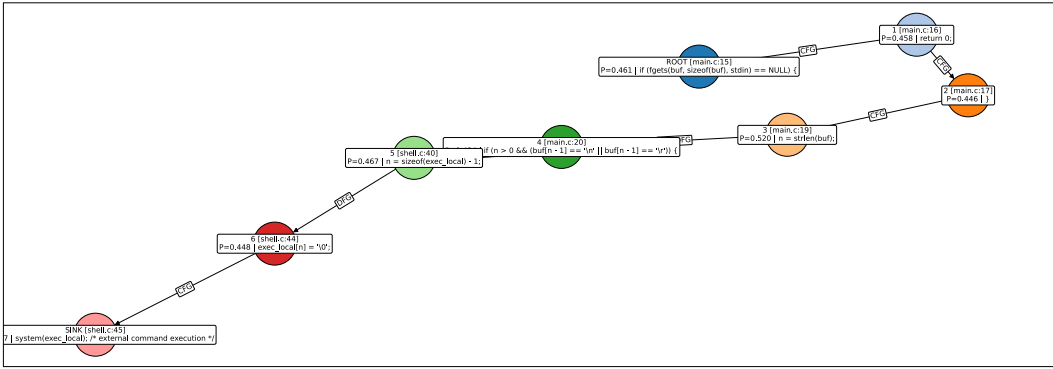 1 [main.c:16]
P=0.458 | return 0;
CFG
ROOT [main.c:15]
P=0.461 | if (fgets(buf, sizeof(buf), stdin) == NULL) {
CFG
2 [main.c:17]
P=0.446 | }
CFG
3 [main.c:19]
P=0.520 | n = strlen(buf);
4 [main.c:20]
if (n > 0 && (buf[n - 1] == '\n' || buf[n - 1] == '\r')) {
5 [shell.c:40]
P=0.467 | n = sizeof(exec_local) - 1;
DFG
6 [shell.c:44]
P=0.448 | exec_local[n] = '\0';
CFG
SINK [shell.c:45]
7 | system(exec_local); /* external command execution */